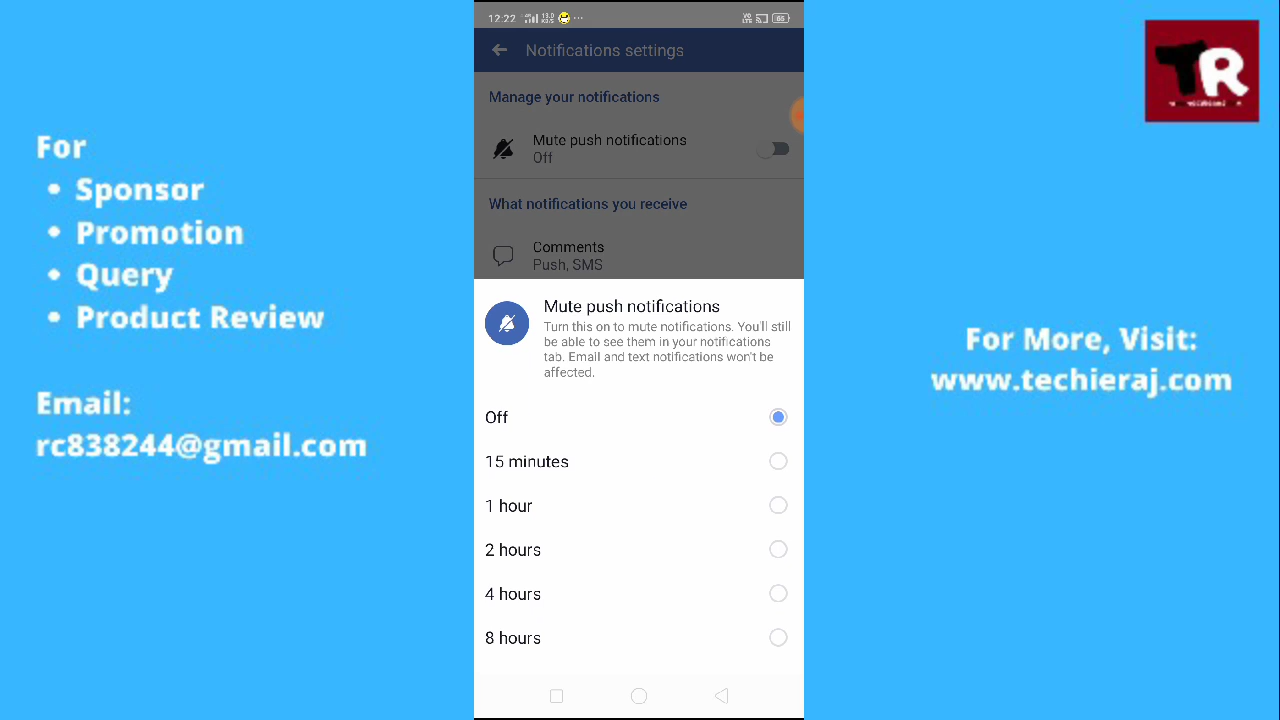 For
• Sponsor
• Promotion
• Query
• Product Review
Email:
rc838244@gmail.com
12:22
Notifications settings
Manage your notifications
Mute push notifications
Off
What notifications you receive
Comments
Push, SMS
Mute push notifications
Turn this on to mute notifications. You'll still
be able to see them in your notifications
tab. Email and text notifications won't be
affected.
Off
15 minutes
1 hour
2 hours
4 hours
8 hours
TR
For More, Visit:
www.techieraj.com